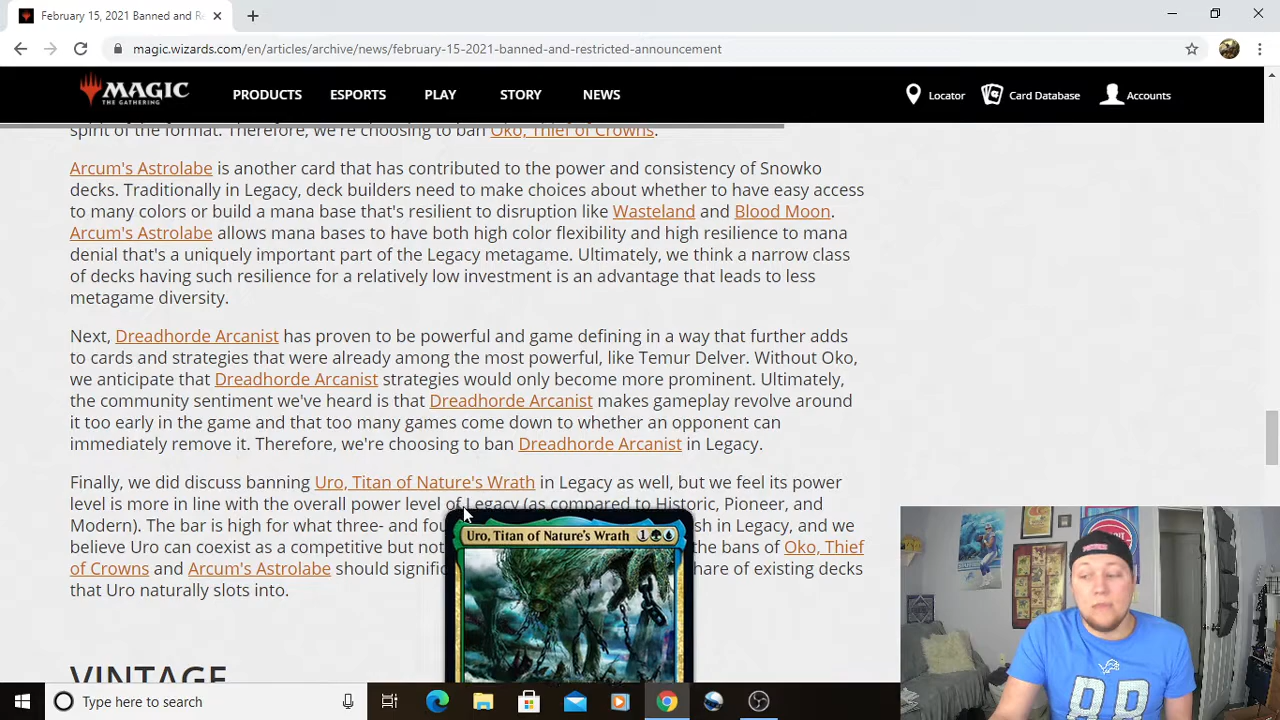 February 15, 2021 Banned and Re
magic.wizards.com/en/articles/archive/news/february-15-2021-banned-and-restricted-announcement
MAGIC
THE GATHERING
PRODUCTS
ESPORTS
PLAY
STORY
NEWS
Locator
Card Database
Accounts
spirit of the format. Therefore, we're choosing to ban Oko, Thief of Crowns.
Arcum's Astrolabe is another card that has contributed to the power and consistency of Snowko
decks. Traditionally in Legacy, deck builders need to make choices about whether to have easy access
to many colors or build a mana base that's resilient to disruption like Wasteland and Blood Moon.
Arcum's Astrolabe allows mana bases to have both high color flexibility and high resilience to mana
denial that's a uniquely important part of the Legacy metagame. Ultimately, we think a narrow class
of decks having such resilience for a relatively low investment is an advantage that leads to less
metagame diversity.
Next, Dreadhorde Arcanist has proven to be powerful and game defining in a way that further adds
to cards and strategies that were already among the most powerful, like Temur Delver. Without Oko,
we anticipate that Dreadhorde Arcanist strategies would only become more prominent. Ultimately,
the community sentiment we've heard is that Dreadhorde Arcanist makes gameplay revolve around
it too early in the game and that too many games come down to whether an opponent can
immediately remove it. Therefore, we're choosing to ban Dreadhorde Arcanist in Legacy.
Finally, we did discuss banning Uro, Titan of Nature's Wrath in Legacy as well, but we feel its power
level is more in line with the overall power level of Legacy (as compared to Historic, Pioneer, and
Modern). The bar is high for what three- and fou sh in Legacy, and we
believe Uro can coexist as a competitive but not the bans of Oko, Thief
of Crowns and Arcum's Astrolabe should signific hare of existing decks
that Uro naturally slots into.
Uro, Titan of Nature's Wrath 1
VINTAGE
88
Type here to search